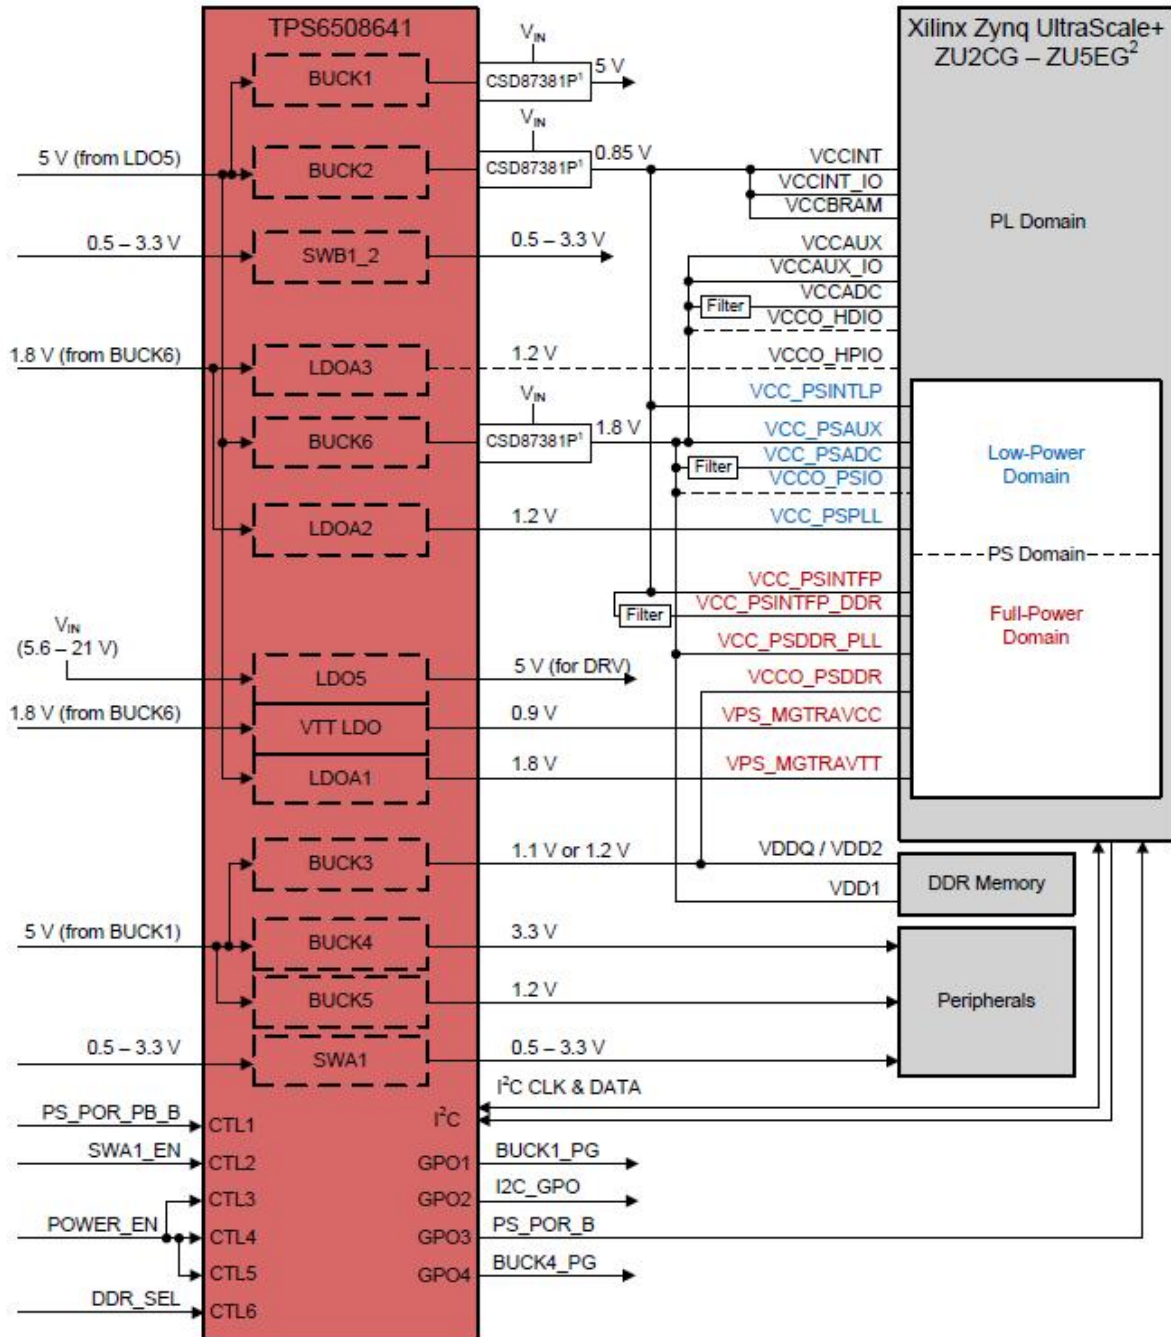 TPS6508641
Xilinx Zynq UltraScale+
ZU2CG – ZU5EG²
V_IN
BUCK1
CSD87381P¹
5 V
V_IN
5 V (from LDO5)
BUCK2
CSD87381P¹
0.85 V
VCCINT
VCCINT_IO
VCCBRAM
PL Domain
0.5 – 3.3 V
SWB1_2
0.5 – 3.3 V
VCCAUX
VCCAUX_IO
Filter
VCCADC
VCCO_HDIO
1.8 V (from BUCK6)
LDOA3
1.2 V
VCCO_HPIO
V_IN
VCC_PSINTLP
BUCK6
CSD87381P¹
1.8 V
VCC_PSAUX
Filter
VCC_PSADC
VCCO_PSIO
Low-Power
Domain
LDOA2
1.2 V
VCC_PSPLL
PS Domain
VCC_PSINTFP
Filter
VCC_PSINTFP_DDR
Full-Power
Domain
V_IN
(5.6 – 21 V)
VCC_PSDDR_PLL
LDO5
5 V (for DRV)
VCCO_PSDDR
1.8 V (from BUCK6)
VTT LDO
0.9 V
VPS_MGTRAVCC
LDOA1
1.8 V
VPS_MGTRAVTT
BUCK3
1.1 V or 1.2 V
VDDQ / VDD2
VDD1
DDR Memory
5 V (from BUCK1)
BUCK4
3.3 V
BUCK5
1.2 V
Peripherals
0.5 – 3.3 V
SWA1
0.5 – 3.3 V
I²C CLK & DATA
PS_POR_PB_B
CTL1
I²C
SWA1_EN
CTL2
GPO1
BUCK1_PG
CTL3
GPO2
I2C_GPO
POWER_EN
CTL4
GPO3
PS_POR_B
CTL5
GPO4
BUCK4_PG
DDR_SEL
CTL6